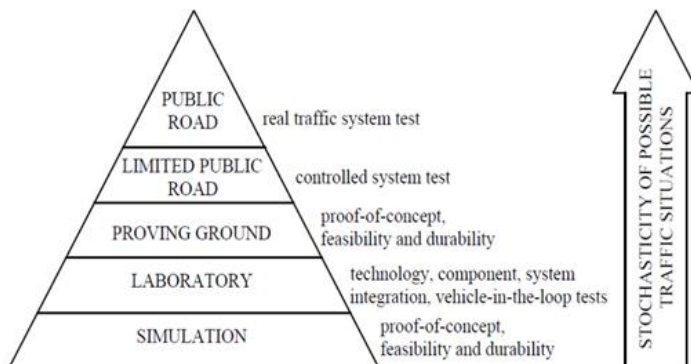 PUBLIC
ROAD
real traffic system test
LIMITED PUBLIC
ROAD
controlled system test
PROVING GROUND
proof-of-concept,
feasibility and durability
LABORATORY
technology, component, system
integration, vehicle-in-the-loop tests
SIMULATION
proof-of-concept,
feasibility and durability
STOCHASTICITY OF POSSIBLE
TRAFFIC SITUATIONS